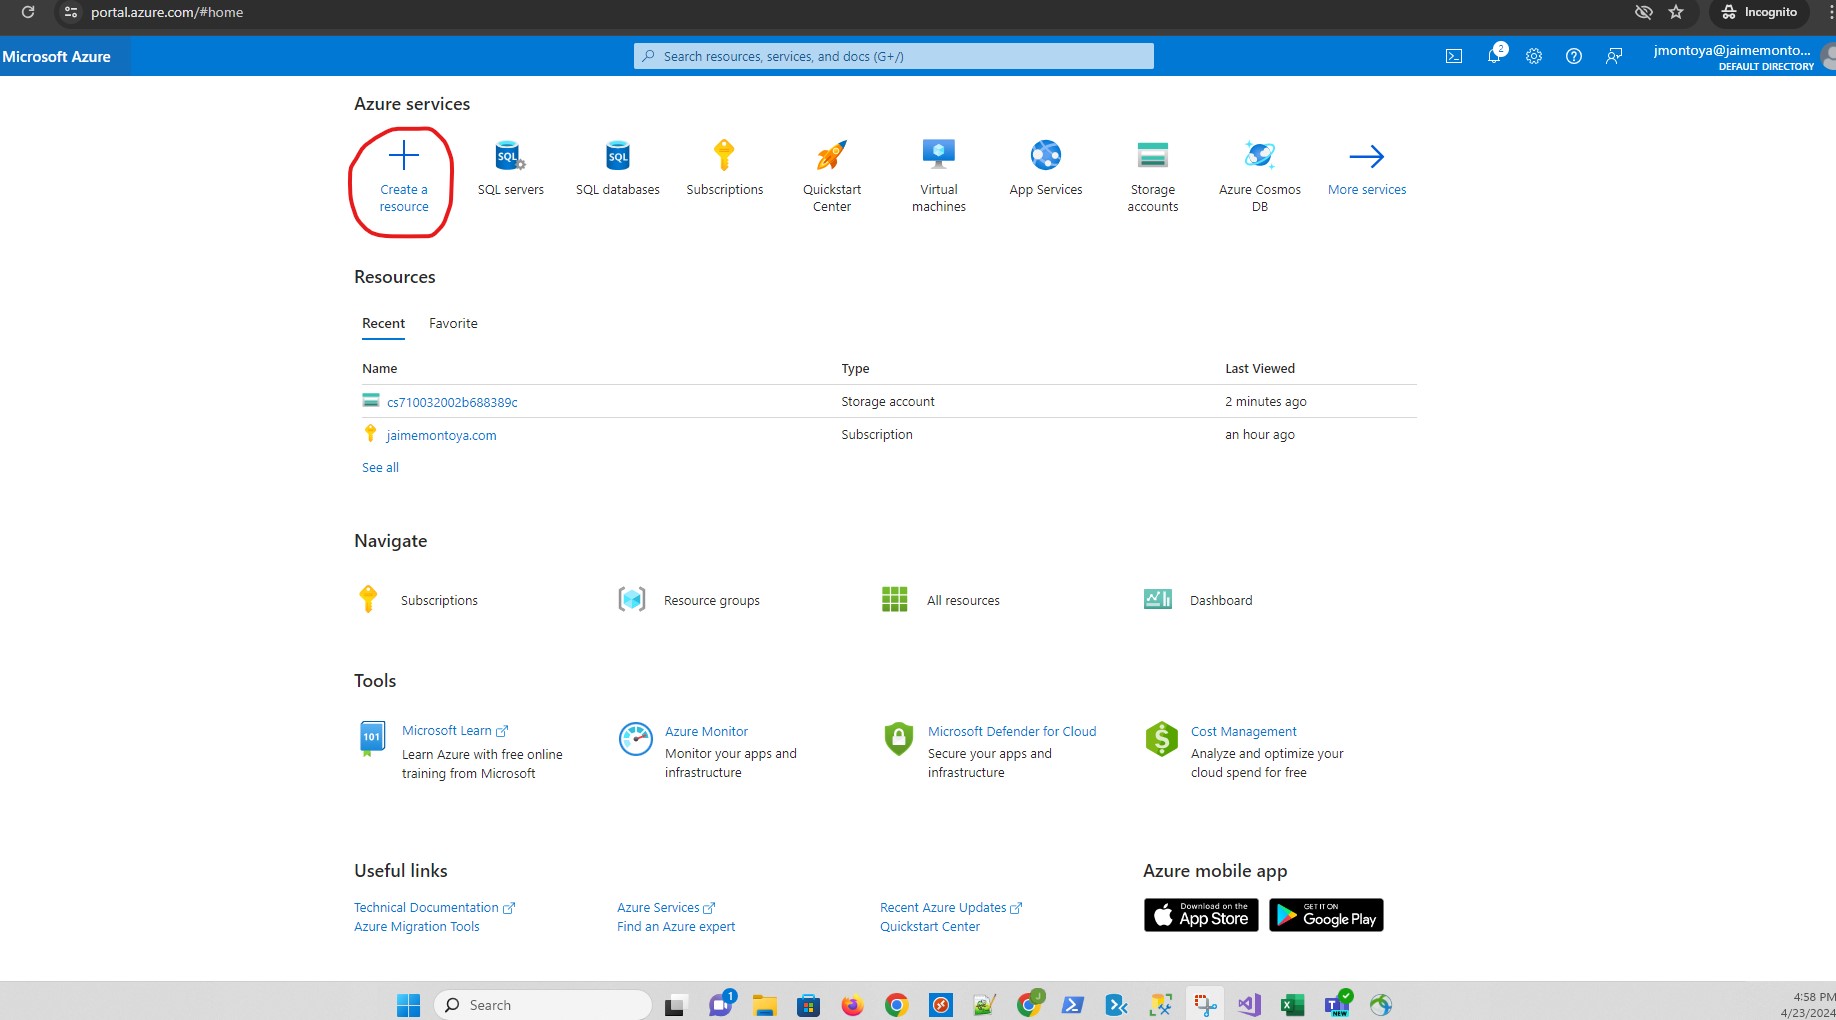 portal.azure.com/#home
Incognito
Microsoft Azure
Search resources, services, and docs (G+/)
2
jmontoya@jaimemonto...
DEFAULT DIRECTORY
Azure services
Create a
resource
SQL
SQL servers
SQL
SQL databases
Subscriptions
Quickstart
Center
Virtual
machines
App Services
Storage
accounts
Azure Cosmos
DB
More services
Resources
Recent
Favorite
Name
Type
Last Viewed
cs710032002b688389c
Storage account
2 minutes ago
jaimemontoya.com
Subscription
an hour ago
See all
Navigate
Subscriptions
Resource groups
All resources
Dashboard
Tools
101
Microsoft Learn
Learn Azure with free online
training from Microsoft
Azure Monitor
Monitor your apps and
infrastructure
Microsoft Defender for Cloud
Secure your apps and
infrastructure
$
Cost Management
Analyze and optimize your
cloud spend for free
Useful links
Azure mobile app
Technical Documentation
Azure Services
Recent Azure Updates
Azure Migration Tools
Find an Azure expert
Quickstart Center
Download on the
App Store
GET IT ON
Google Play
Search
1
J
X
T
NEW
4:58 PM
4/23/2024